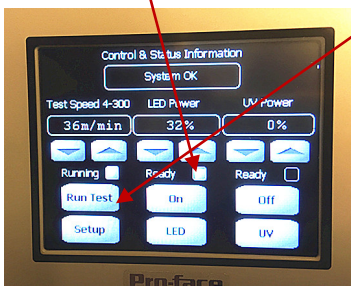 Control & Status Information
System OK
Test Speed 4-300 LED Power UV Power
36m/min 32% 0%
Running Ready Ready
Run Test On Off
Setup LED UV
Pro-face